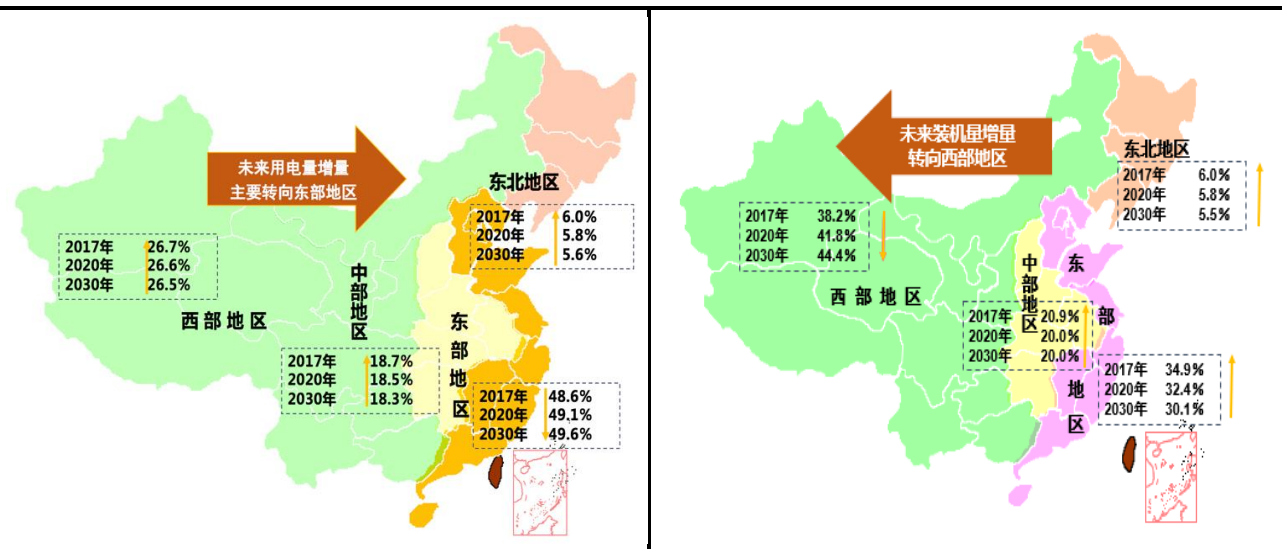 未来用电量增量
主要转向东部地区
东北地区
2017年 6.0%
2020年 5.8%
2030年 5.6%
2017年 26.7%
2020年 26.6%
2030年 26.5%
西部地区
中部地区
2017年 18.7%
2020年 18.5%
2030年 18.3%
东部地区
2017年 48.6%
2020年 49.1%
2030年 49.6%
未来装机量增量
转向西部地区
东北地区
2017年 6.0%
2020年 5.8%
2030年 5.5%
2017年 38.2%
2020年 41.8%
2030年 44.4%
西部地区
中部地区
2017年 20.9%
2020年 20.0%
2030年 20.0%
东部地区
2017年 34.9%
2020年 32.4%
2030年 30.1%